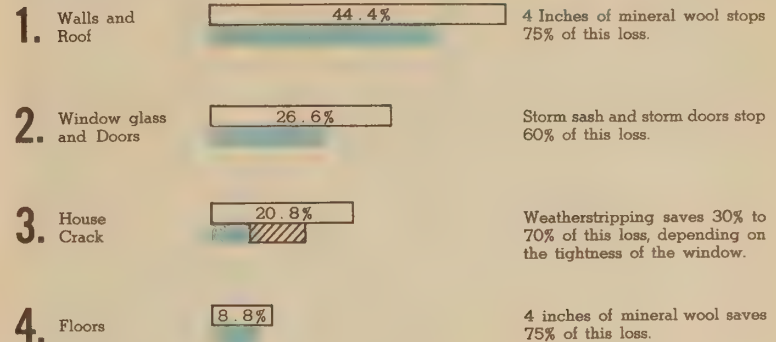 1. Walls and
Roof
44.4%
4 Inches of mineral wool stops
75% of this loss.
2. Window glass
and Doors
26.6%
Storm sash and storm doors stop
60% of this loss.
3. House
Crack
20.8%
Weatherstripping saves 30% to
70% of this loss, depending on
the tightness of the window.
4. Floors
8.8%
4 inches of mineral wool saves
75% of this loss.